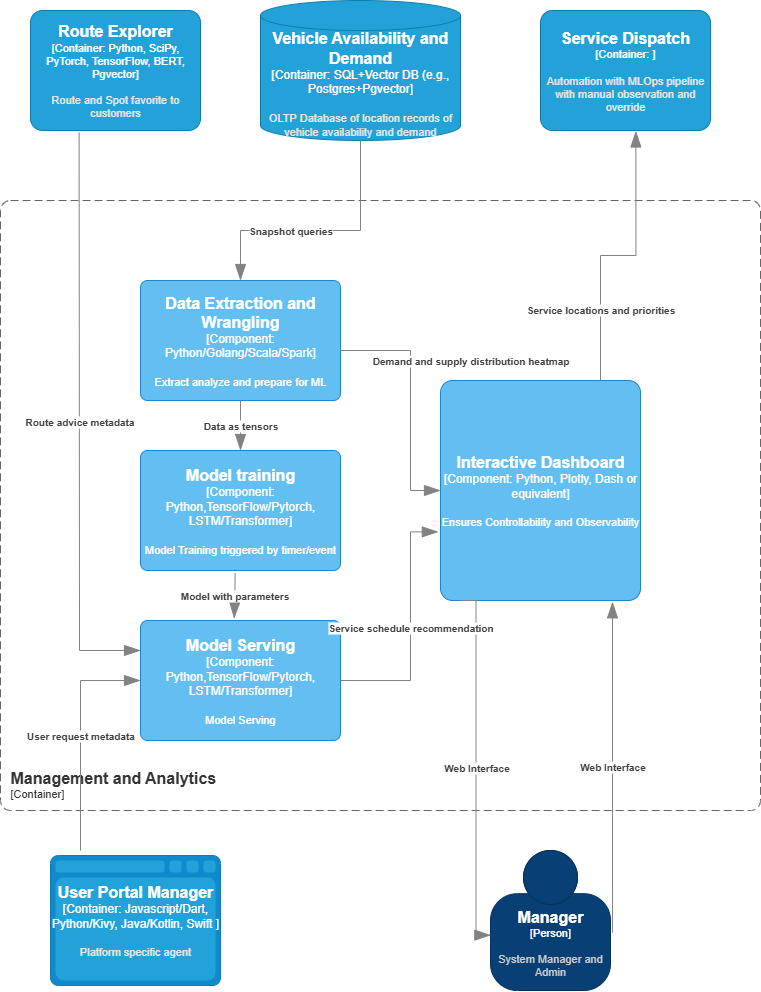 Route Explorer
[Container: Python, SciPy,
PyTorch, TensorFlow, BERT,
Pgvector]
Route and Spot favorite to
customers
Vehicle Availability and
Demand
[Container: SQL+Vector DB (e.g.,
Postgres+Pgvector]
OLTP Database of location records of
vehicle availability and demand
Service Dispatch
[Container: ]
Automation with MLOps pipeline
with manual observation and
override
Snapshot queries
Data Extraction and
Wrangling
[Component:
Python/Golang/Scala/Spark]
Extract analyze and prepare for ML
Service locations and priorities
Demand and supply distribution heatmap
Route advice metadata
Data as tensors
Model training
[Component:
Python,TensorFlow/Pytorch,
LSTM/Transformer]
Model Training triggered by timer/event
Interactive Dashboard
[Component: Python, Plotly, Dash or
equivalent]
Ensures Controllability and Observability
Model with parameters
Model Serving
[Component:
Python,TensorFlow/Pytorch,
LSTM/Transformer]
Model Serving
Service schedule recommendation
User request metadata
Web Interface
Web Interface
Management and Analytics
[Container]
User Portal Manager
[Container: Javascript/Dart,
Python/Kivy, Java/Kotlin, Swift ]
Platform specific agent
Manager
[Person]
System Manager and
Admin